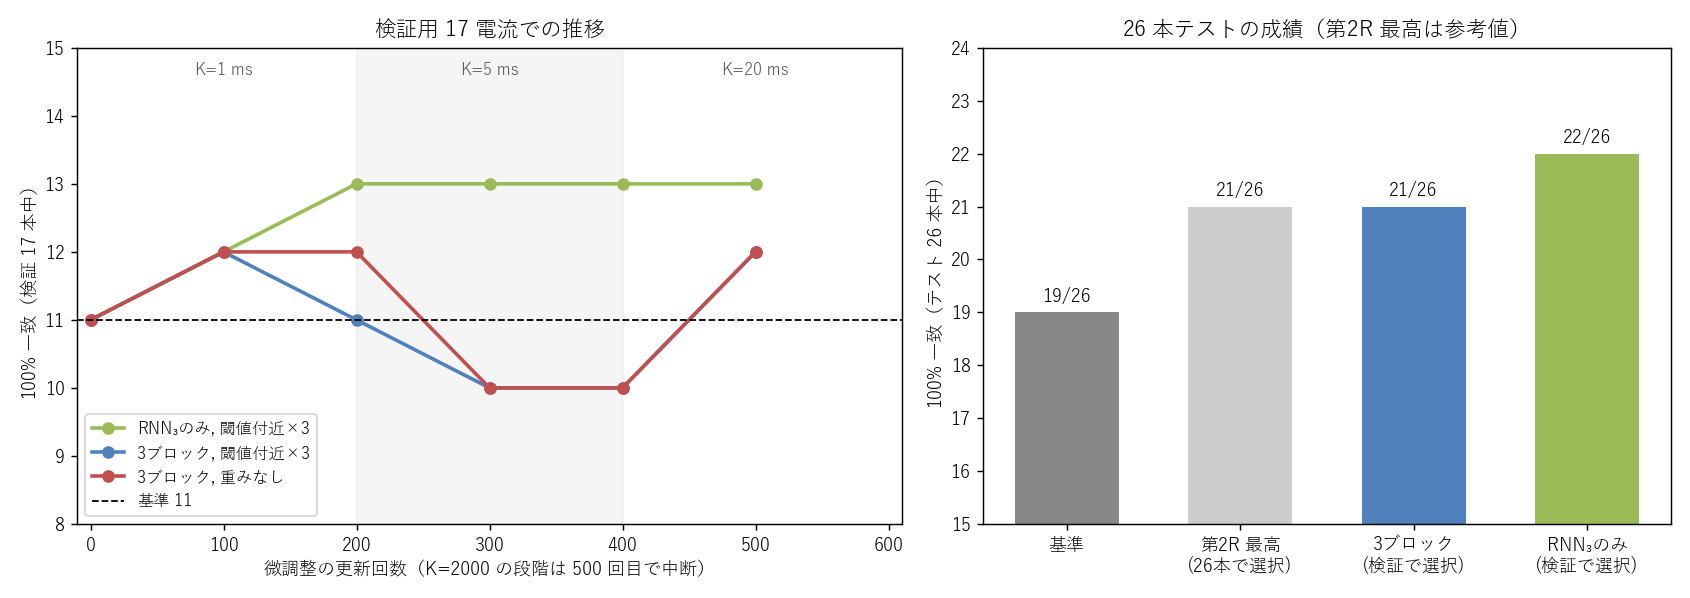 検証用 17 電流での推移
K=1 ms
K=5 ms
K=20 ms
100% 一致（検証 17 本中）
15
14
13
12
11
10
9
8
RNN₃のみ, 閾値付近×3
3ブロック, 閾値付近×3
3ブロック, 重みなし
基準 11
0
100
200
300
400
500
600
微調整の更新回数（K=2000 の段階は 500 回目で中断）
26 本テストの成績（第2R 最高は参考値）
100% 一致（テスト 26 本中）
24
23
22
21
20
19
18
17
16
15
19/26
21/26
21/26
22/26
基準
第2R 最高
(26本で選択)
3ブロック
(検証で選択)
RNN₃のみ
(検証で選択)